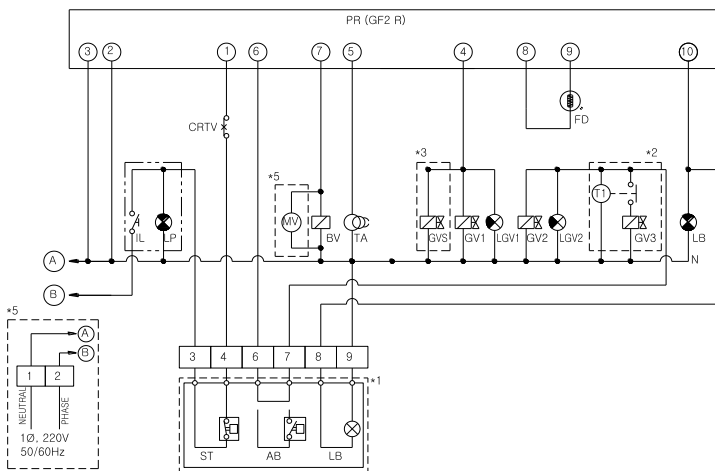 PR (GF2 R)
3 2 1 6 7 5 4 8 9 10
FD
CRTV
*3
*2
*5
T1
MV
IL LP BV TA GVS GV1 LGV1 GV2 LGV2 GV3 LB
A
N
B
*5
A
B
3 4 6 7 8 9
1 2
*1
NEUTRAL
PHASE
1Ø, 220V
50/60Hz
ST AB LB